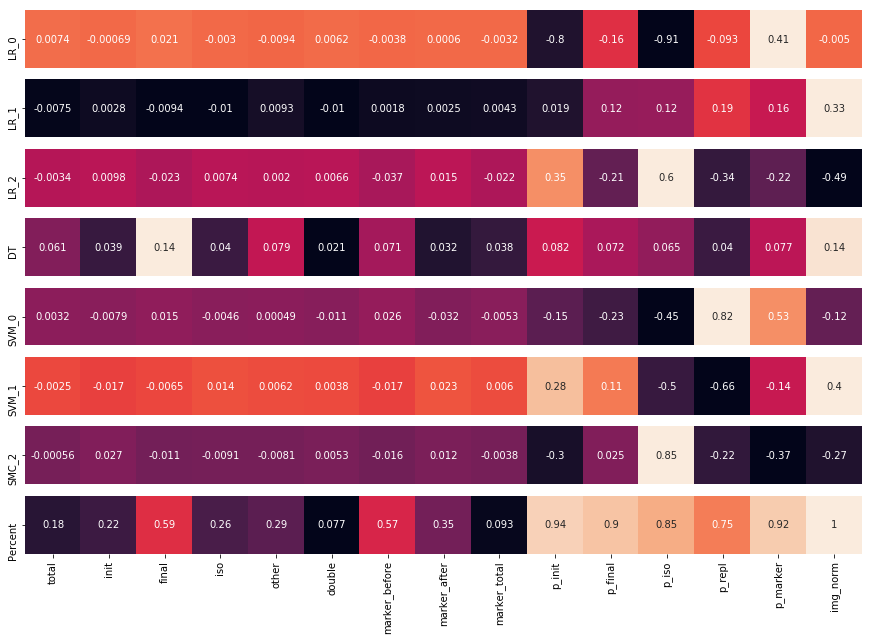 LR_0 0.0074 -0.00069 0.021 -0.003 -0.0094 0.0062 -0.0038 0.0006 -0.0032 -0.8 -0.16 -0.91 -0.093 0.41 -0.005
LR_1 -0.0075 0.0028 -0.0094 -0.01 0.0093 -0.01 0.0018 0.0025 0.0043 0.019 0.12 0.12 0.19 0.16 0.33
LR_2 -0.0034 0.0098 -0.023 0.0074 0.002 0.0066 -0.037 0.015 -0.022 0.35 -0.21 0.6 -0.34 -0.22 -0.49
DT 0.061 0.039 0.14 0.04 0.079 0.021 0.071 0.032 0.038 0.082 0.072 0.065 0.04 0.077 0.14
SVM_0 0.0032 -0.0079 0.015 -0.0046 0.00049 -0.011 0.026 -0.032 -0.0053 -0.15 -0.23 -0.45 0.82 0.53 -0.12
SVM_1 -0.0025 -0.017 -0.0065 0.014 0.0062 0.0038 -0.017 0.023 0.006 0.28 0.11 -0.5 -0.66 -0.14 0.4
SMC_2 -0.00056 0.027 -0.011 -0.0091 -0.0081 0.0053 -0.016 0.012 -0.0038 -0.3 0.025 0.85 -0.22 -0.37 -0.27
Percent 0.18 0.22 0.59 0.26 0.29 0.077 0.57 0.35 0.093 0.94 0.9 0.85 0.75 0.92 1
total init final iso other double marker_before marker_after marker_total p_init p_final p_iso p_repl p_marker img_norm